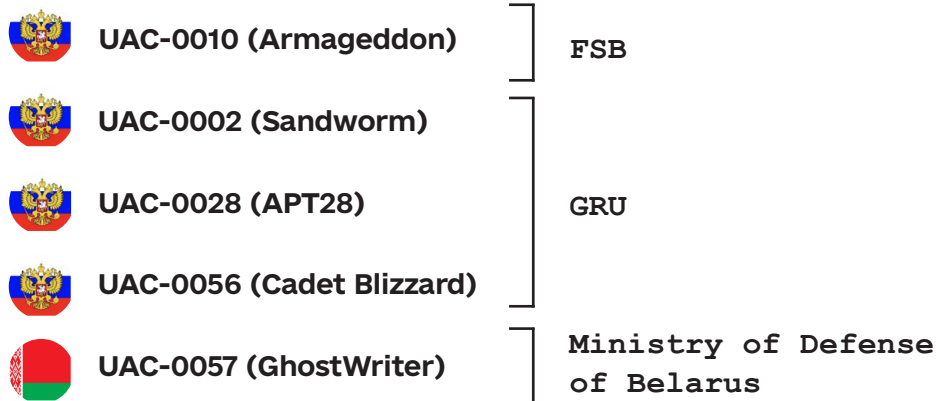 UAC-0010 (Armageddon)
FSB
UAC-0002 (Sandworm)
UAC-0028 (APT28)
GRU
UAC-0056 (Cadet Blizzard)
UAC-0057 (GhostWriter)
Ministry of Defense
of Belarus